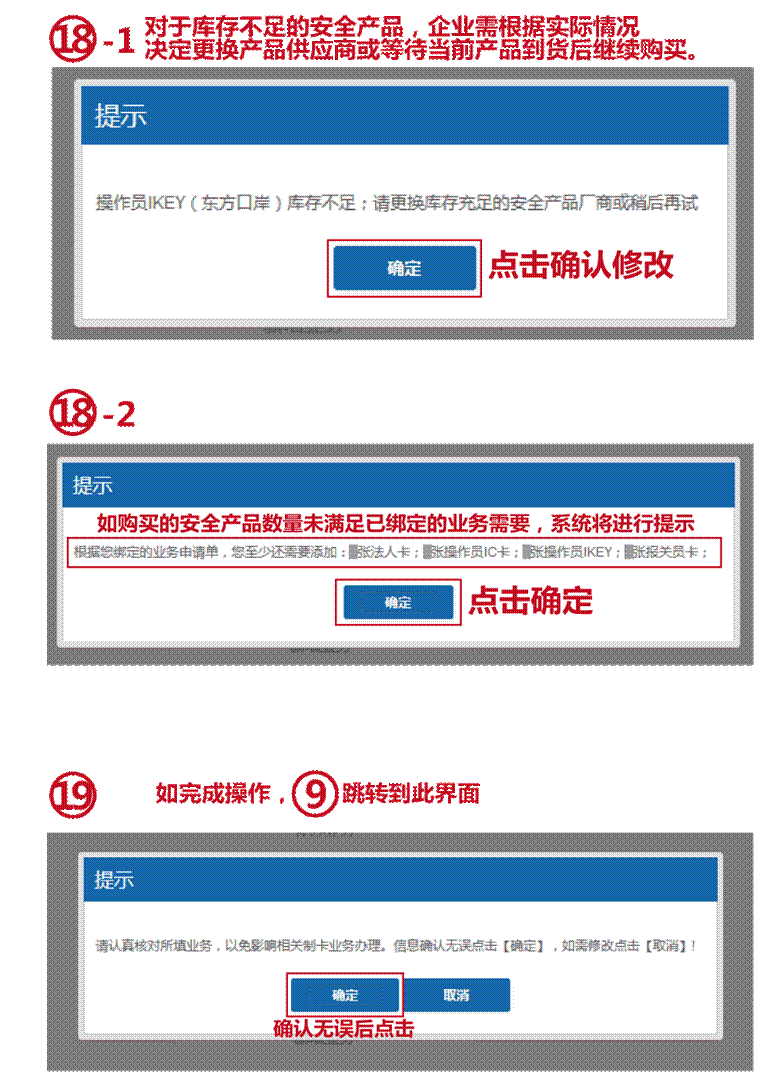 ⑱-1 对于库存不足的安全产品，企业需根据实际情况
决定更换产品供应商或等待当前产品到货后继续购买。
提示
操作员IKEY（东方口岸）库存不足；请更换库存充足的安全产品厂商或稍后再试
确定 点击确认修改
⑱-2
提示
如购买的安全产品数量未满足已绑定的业务需要，系统将进行提示
根据您绑定的业务申请单，您至少还需要添加：张法人卡；张操作员IC卡；张操作员IKEY；张报关员卡；
确定 点击确定
⑲ 如完成操作，⑨跳转到此界面
提示
请认真核对所填业务，以免影响相关制卡业务办理。信息确认无误点击【确定】，如需修改点击【取消】！
确定 取消
确认无误后点击